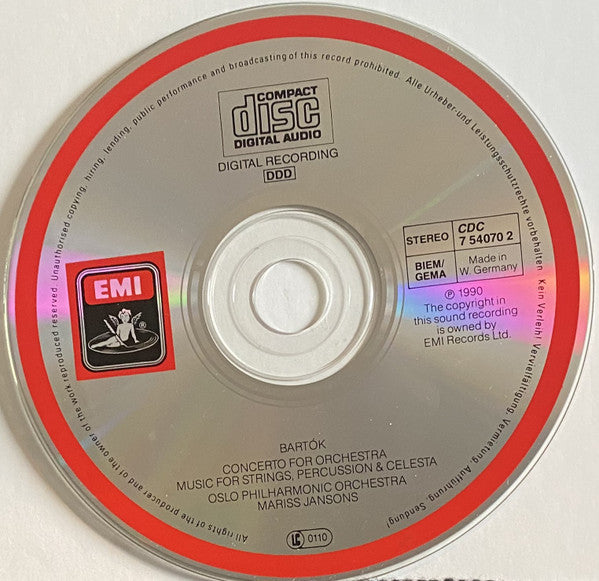 All rights of the producer and of the owner of the work reproduced reserved. Unauthorised copying, hiring, lending, public performance and broadcasting of this record prohibited. Alle Urheber-und Leistungsschutzrechte vorbehalten · Kein Verleih! Vervielfältigung, Vermietung, Aufführung, Sendung!
COMPACT
disc
DIGITAL AUDIO
DIGITAL RECORDING
DDD
STEREO
CDC
7 54070 2
BIEM/
GEMA
Made in
W. Germany
℗ 1990
The copyright in
this sound recording
is owned by
EMI Records Ltd.
EMI
®
BARTÓK
CONCERTO FOR ORCHESTRA
MUSIC FOR STRINGS, PERCUSSION & CELESTA
OSLO PHILHARMONIC ORCHESTRA
MARISS JANSONS
LC 0110